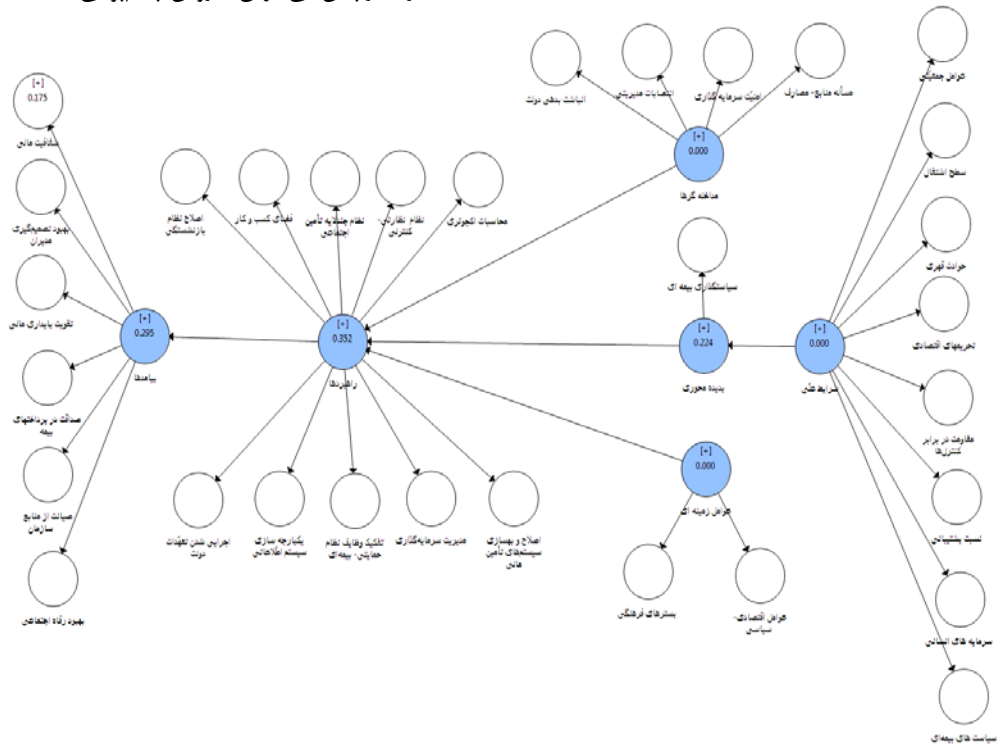 [+]
0.175
شفافیت مالی
بهبود تصمیم‌گیری
مدیران
تقویت پایداری مالی
صداقت در پرداختهای
بیمه
صیانت از منابع
سازمان
بهبود رفاه اجتماعی
[+]
0.295
پیامدها
اصلاح نظام
بازنشستگی
فضای کسب و کار
نظام چندلایه تأمین
اجتماعی
نظام نظارتی-
کنترلی
محاسبات اکچوئری
[+]
0.352
راهبردها
اجرایی شدن تعهدات
دولت
یکپارچه سازی
سیستم اطلاعاتی
تفکیک وظایف نظام
حمایتی- بیمه‌ای
مدیریت سرمایه‌گذاری
اصلاح و بهسازی
سیستمهای تأمین
مالی
انباشت بدهی دولت
انتصابات مدیریتی
امنیت سرمایه گذاری
مسأله منابع- مصارف
[+]
0.000
مداخله گرها
سیاستگذاری بیمه ای
[+]
0.224
پدیده محوری
[+]
0.000
عوامل زمینه ای
بسترهای فرهنگی
عوامل اقتصادی-
سیاسی
[+]
0.000
شرایط علّی
عوامل جمعیتی
سطح اشتغال
حوادث قهری
تحریمهای اقتصادی
مقاومت در برابر
کنترل‌ها
نسبت پشتیبانی
سرمایه های انسانی
سیاست های بیمه‌ای